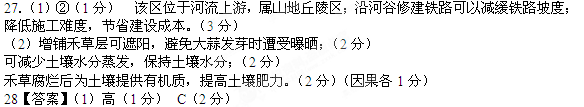 27.（1）②（1分）　该区位于河流上游，属山地丘陵区；沿河谷修建铁路可以减缓铁路坡度；
降低施工难度，节省建设成本。（3分）
（2）增铺禾草层可遮阳，避免大蒜发芽时遭受曝晒；（2分）
可减少土壤水分蒸发，保持土壤水分；（2分）
禾草腐烂后为土壤提供有机质，提高土壤肥力。（2分）（因果各1分）
28【答案】（1）高（1分）　C（2分）